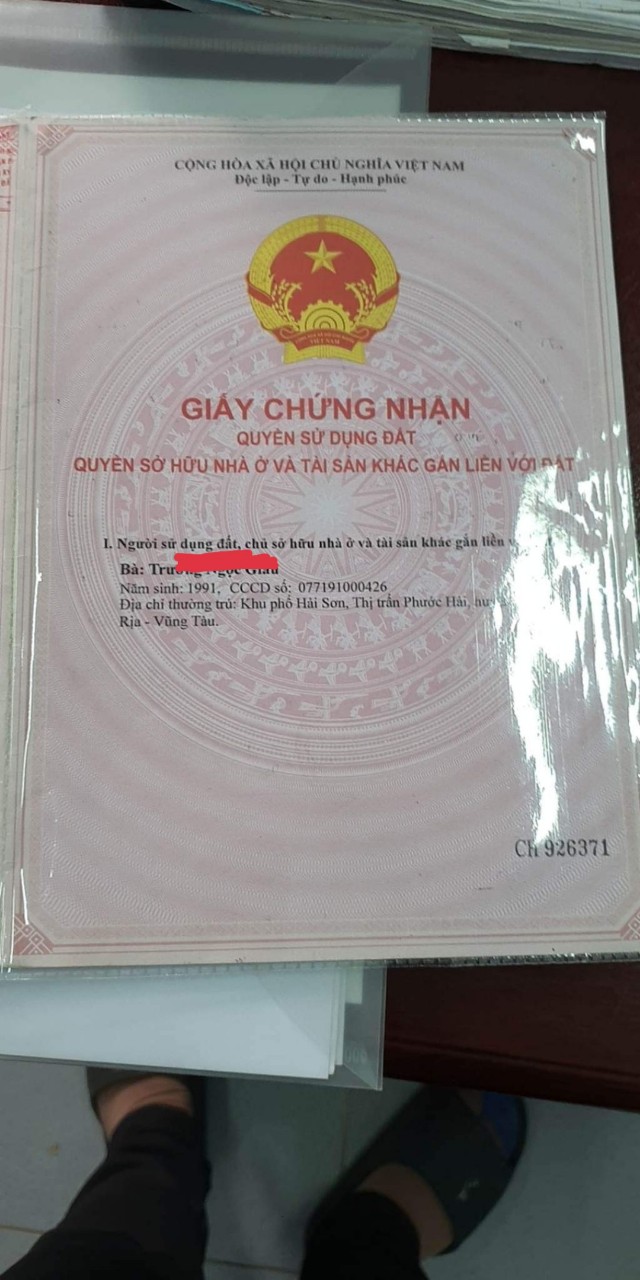 CỘNG HÒA XÃ HỘI CHỦ NGHĨA VIỆT NAM
Độc lập - Tự do - Hạnh phúc
VIỆT NAM
GIẤY CHỨNG NHẬN
QUYỀN SỬ DỤNG ĐẤT
QUYỀN SỞ HỮU NHÀ Ở VÀ TÀI SẢN KHÁC GẮN LIỀN VỚI ĐẤT
I. Người sử dụng đất, chủ sở hữu nhà ở và tài sản khác gắn liền
Bà:
Năm sinh: 1991, CCCD số: 077191000426
Địa chỉ thường trú: Khu phố Hải Sơn, Thị trấn Phước Hải,
Rịa - Vũng Tàu.
CH 926371